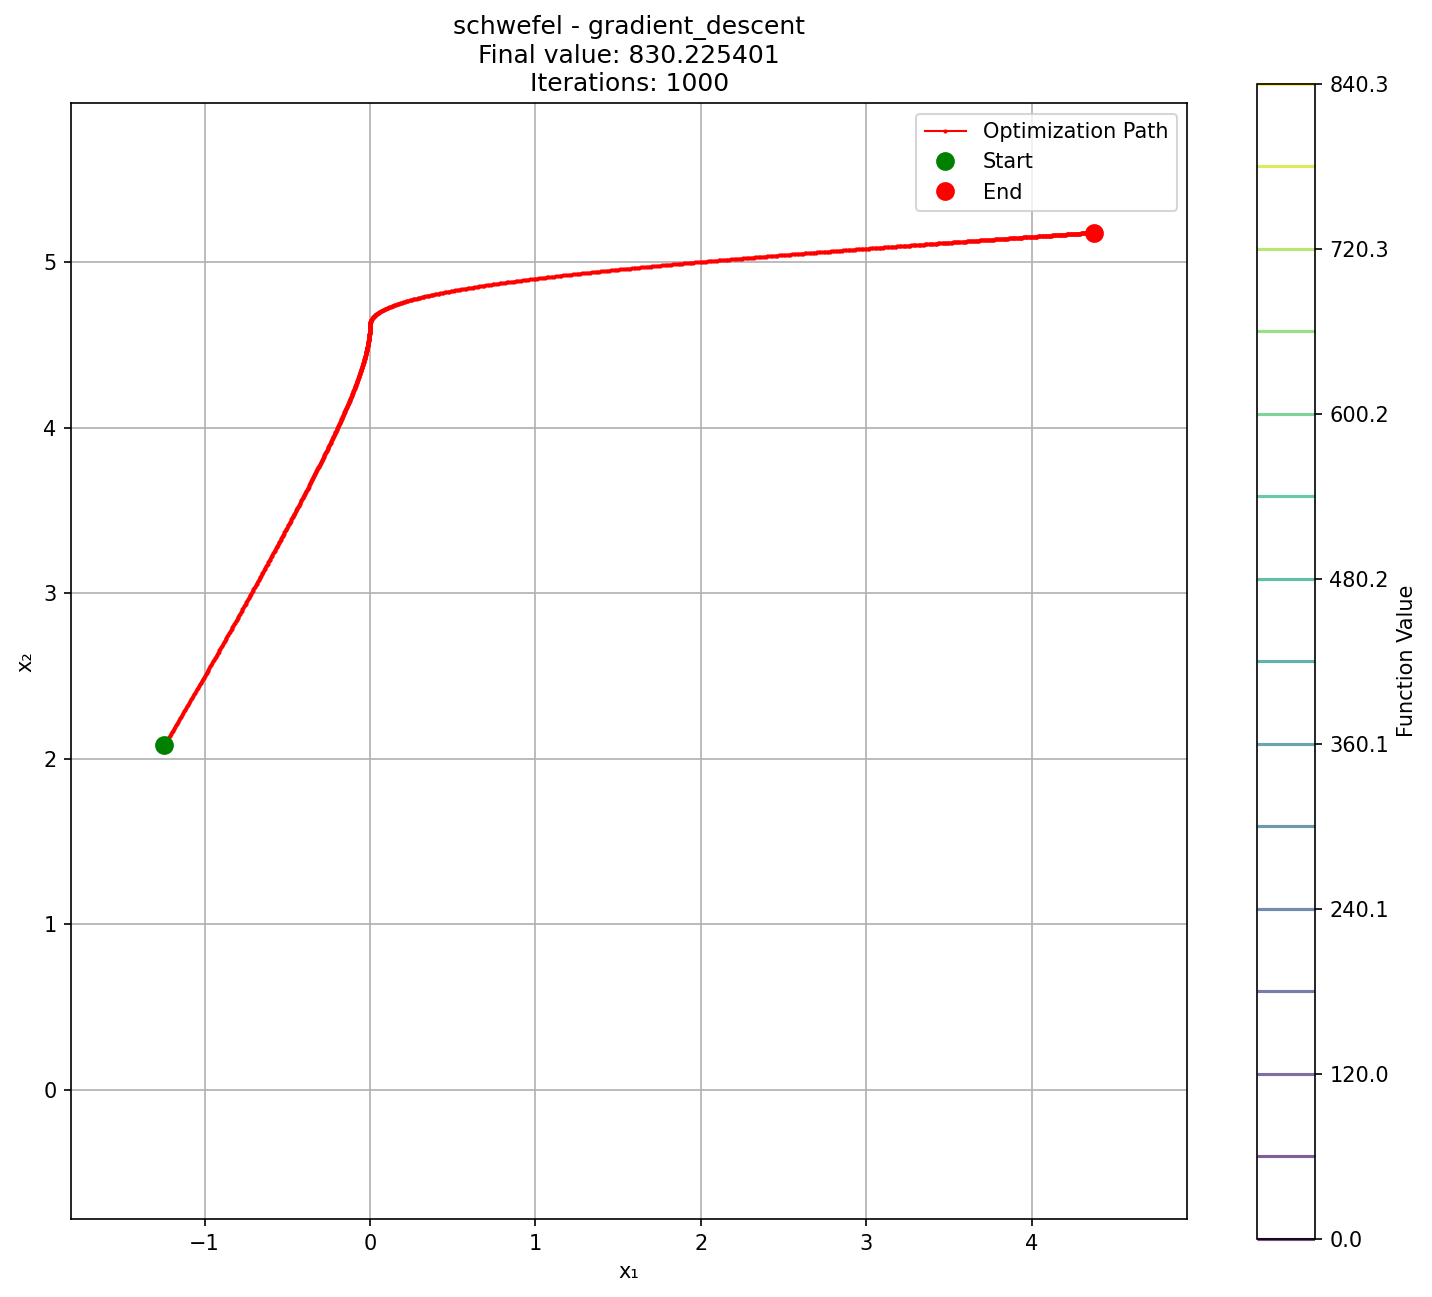 schwefel - gradient_descent
Final value: 830.225401
Iterations: 1000
Optimization Path
Start
End
5
4
3
2
1
0
x₂
−1
0
1
2
3
4
x₁
840.3
720.3
600.2
480.2
360.1
240.1
120.0
0.0
Function Value